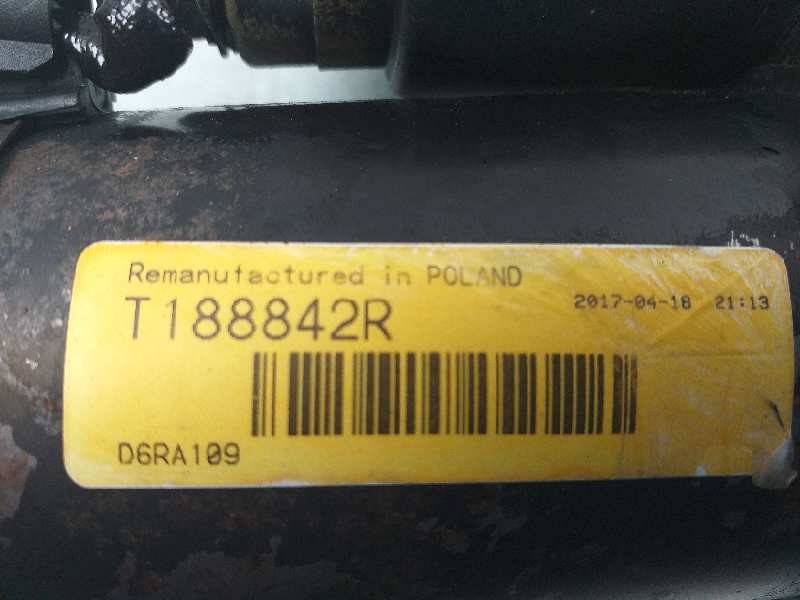 Remanufactured in POLAND
T188842R
2017-04-18 21:13
D6RA109